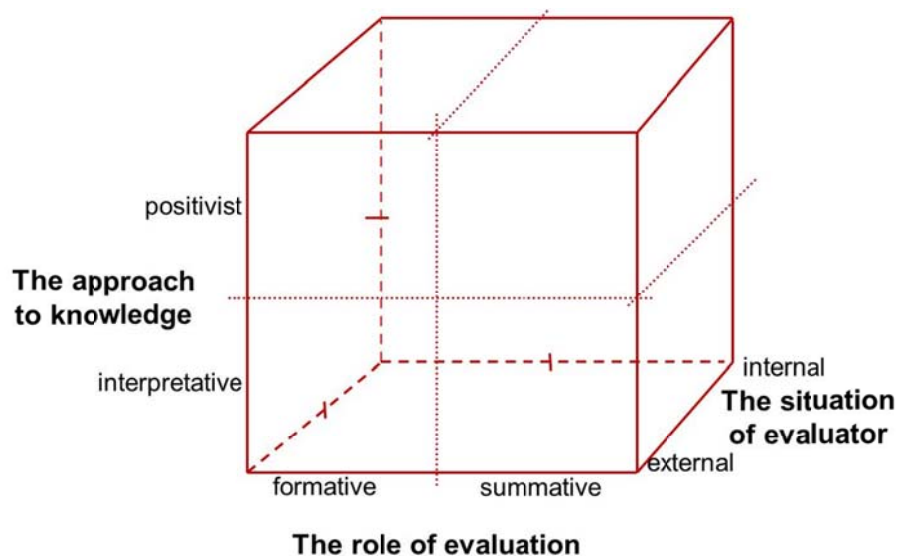 positivist
The approach
to knowledge
interpretative
internal
The situation
of evaluator
external
formative
summative
The role of evaluation